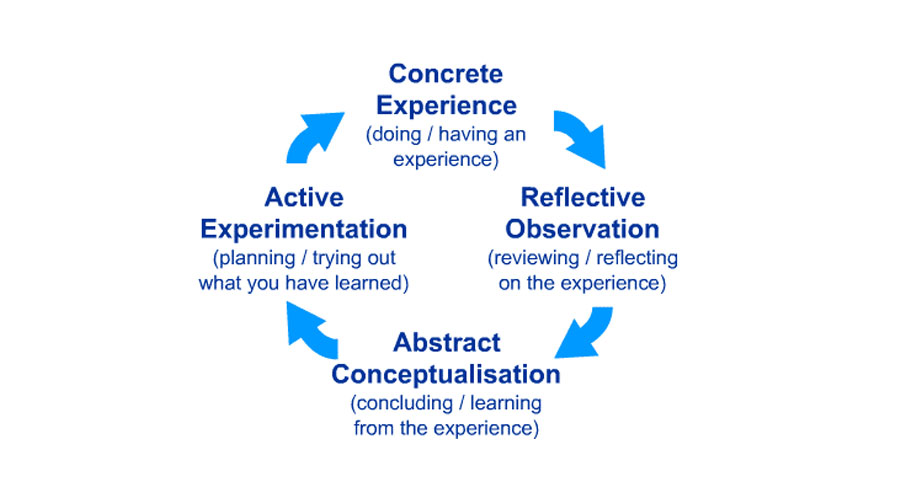 Concrete
Experience
(doing / having an
experience)
Reflective
Observation
(reviewing / reflecting
on the experience)
Abstract
Conceptualisation
(concluding / learning
from the experience)
Active
Experimentation
(planning / trying out
what you have learned)